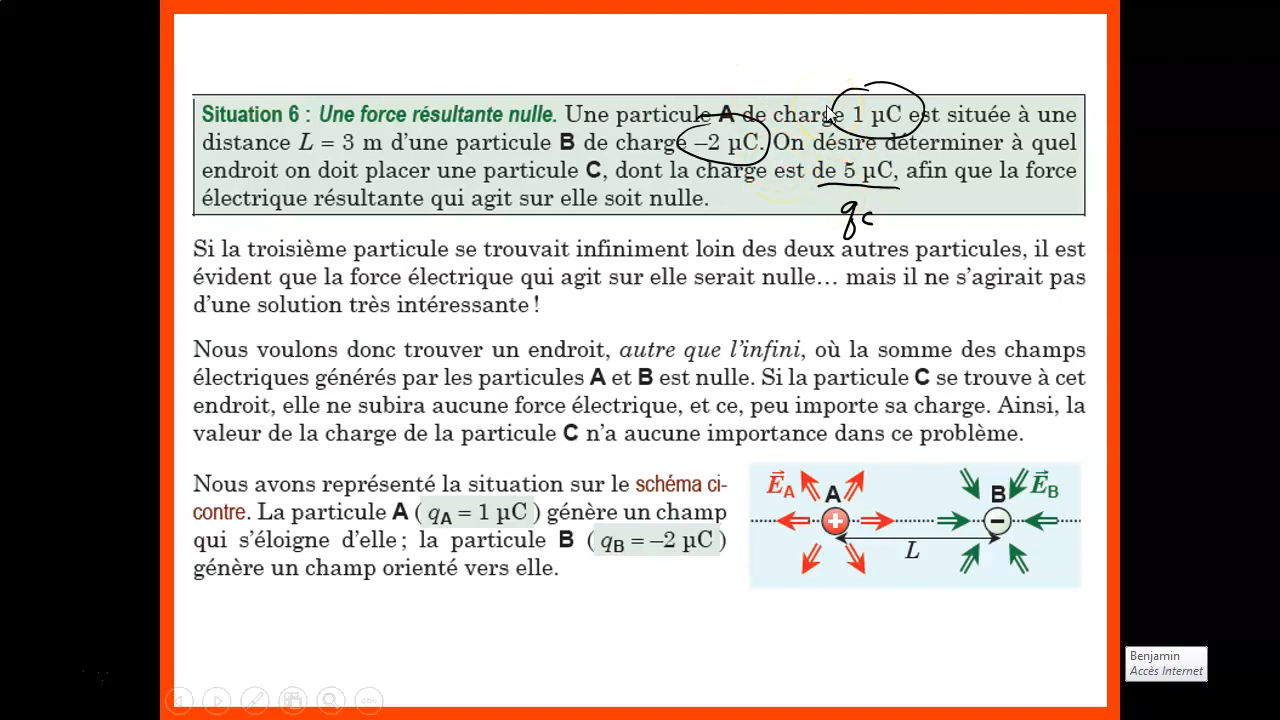 Situation 6 : Une force résultante nulle. Une particule A de charge 1 µC est située à une
distance L = 3 m d'une particule B de charge –2 µC. On désire déterminer à quel
endroit on doit placer une particule C, dont la charge est de 5 µC, afin que la force
électrique résultante qui agit sur elle soit nulle.
qc
Si la troisième particule se trouvait infiniment loin des deux autres particules, il est
évident que la force électrique qui agit sur elle serait nulle… mais il ne s'agirait pas
d'une solution très intéressante !
Nous voulons donc trouver un endroit, autre que l'infini, où la somme des champs
électriques générés par les particules A et B est nulle. Si la particule C se trouve à cet
endroit, elle ne subira aucune force électrique, et ce, peu importe sa charge. Ainsi, la
valeur de la charge de la particule C n'a aucune importance dans ce problème.
Nous avons représenté la situation sur le schéma ci-
contre. La particule A ( qA = 1 µC ) génère un champ
qui s'éloigne d'elle ; la particule B ( qB = –2 µC )
génère un champ orienté vers elle.
EA A B EB
+ –
L
Benjamin
Accès Internet